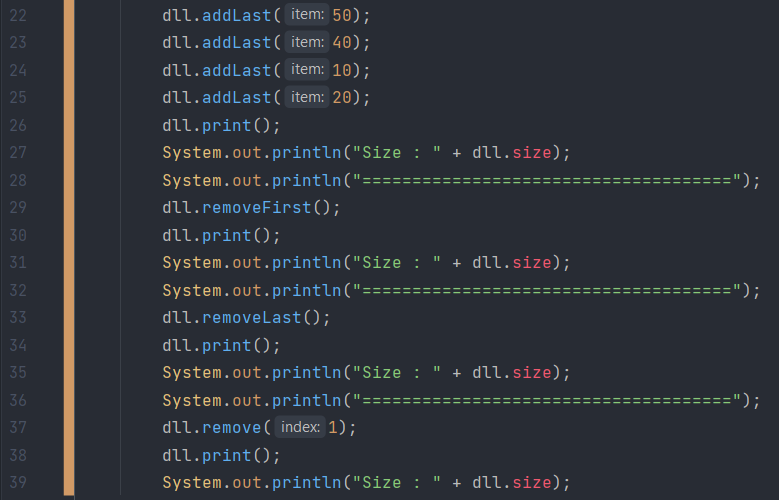 22 dll.addLast( item: 50);
23 dll.addLast( item: 40);
24 dll.addLast( item: 10);
25 dll.addLast( item: 20);
26 dll.print();
27 System.out.println("Size : " + dll.size);
28 System.out.println("=====================================");
29 dll.removeFirst();
30 dll.print();
31 System.out.println("Size : " + dll.size);
32 System.out.println("=====================================");
33 dll.removeLast();
34 dll.print();
35 System.out.println("Size : " + dll.size);
36 System.out.println("=====================================");
37 dll.remove( index: 1);
38 dll.print();
39 System.out.println("Size : " + dll.size);